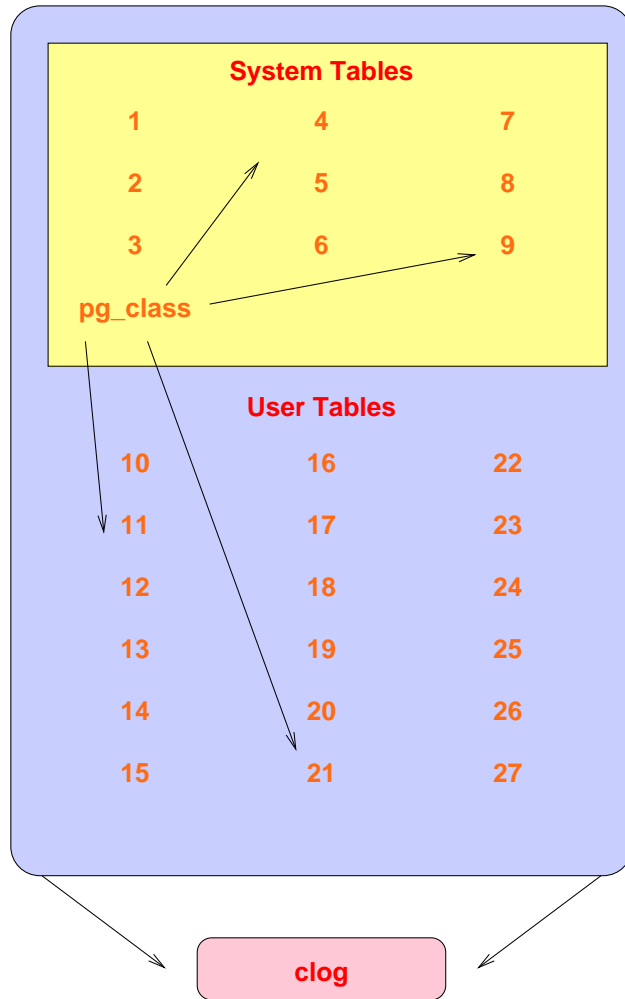 System Tables
1 4 7
2 5 8
3 6 9
pg_class
User Tables
10 16 22
11 17 23
12 18 24
13 19 25
14 20 26
15 21 27
clog